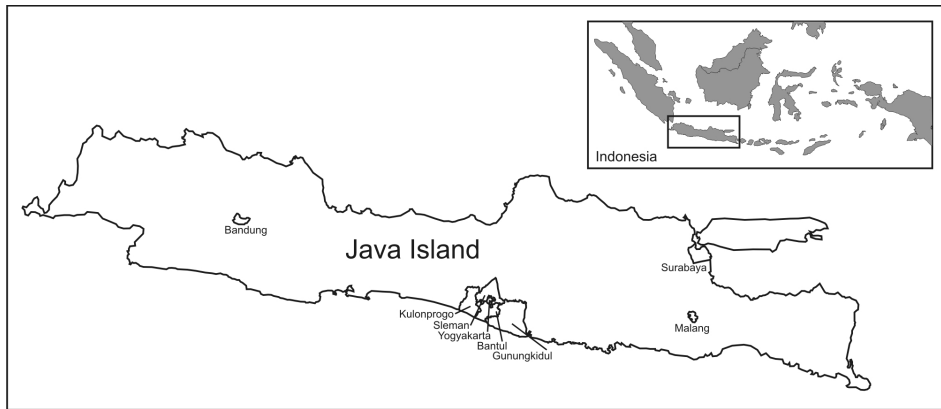 Indonesia
Bandung
Java Island
Surabaya
Kulonprogo
Sleman
Yogyakarta
Bantul
Gunungkidul
Malang